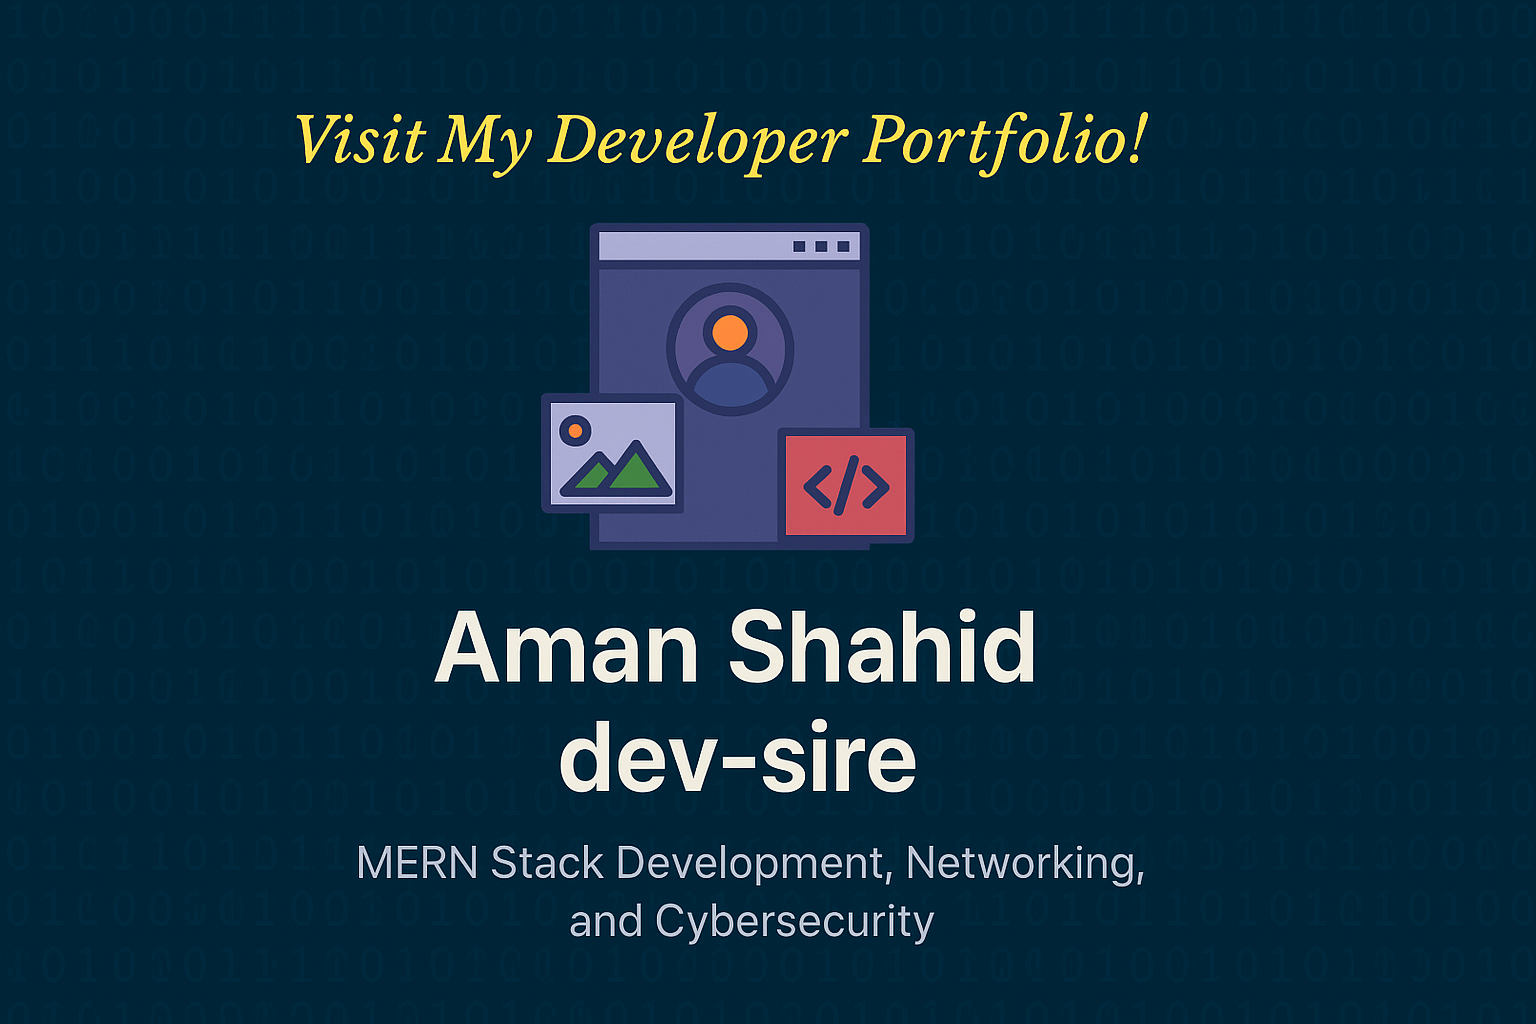 Visit My Developer Portfolio!
</>
Aman Shahid
dev-sire
MERN Stack Development, Networking,
and Cybersecurity